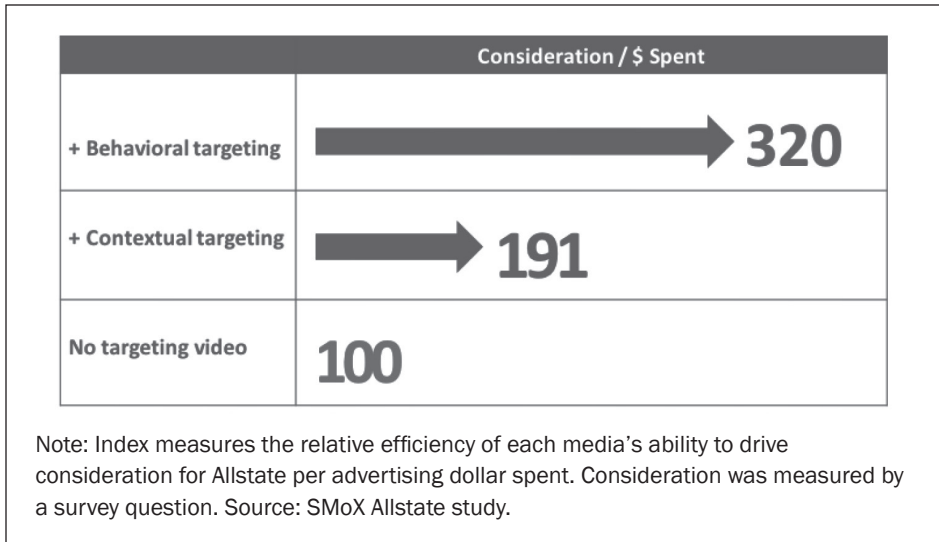 Consideration / $ Spent
+ Behavioral targeting
320
+ Contextual targeting
191
No targeting video
100
Note: Index measures the relative efficiency of each media’s ability to drive
consideration for Allstate per advertising dollar spent. Consideration was measured by
a survey question. Source: SMoX Allstate study.